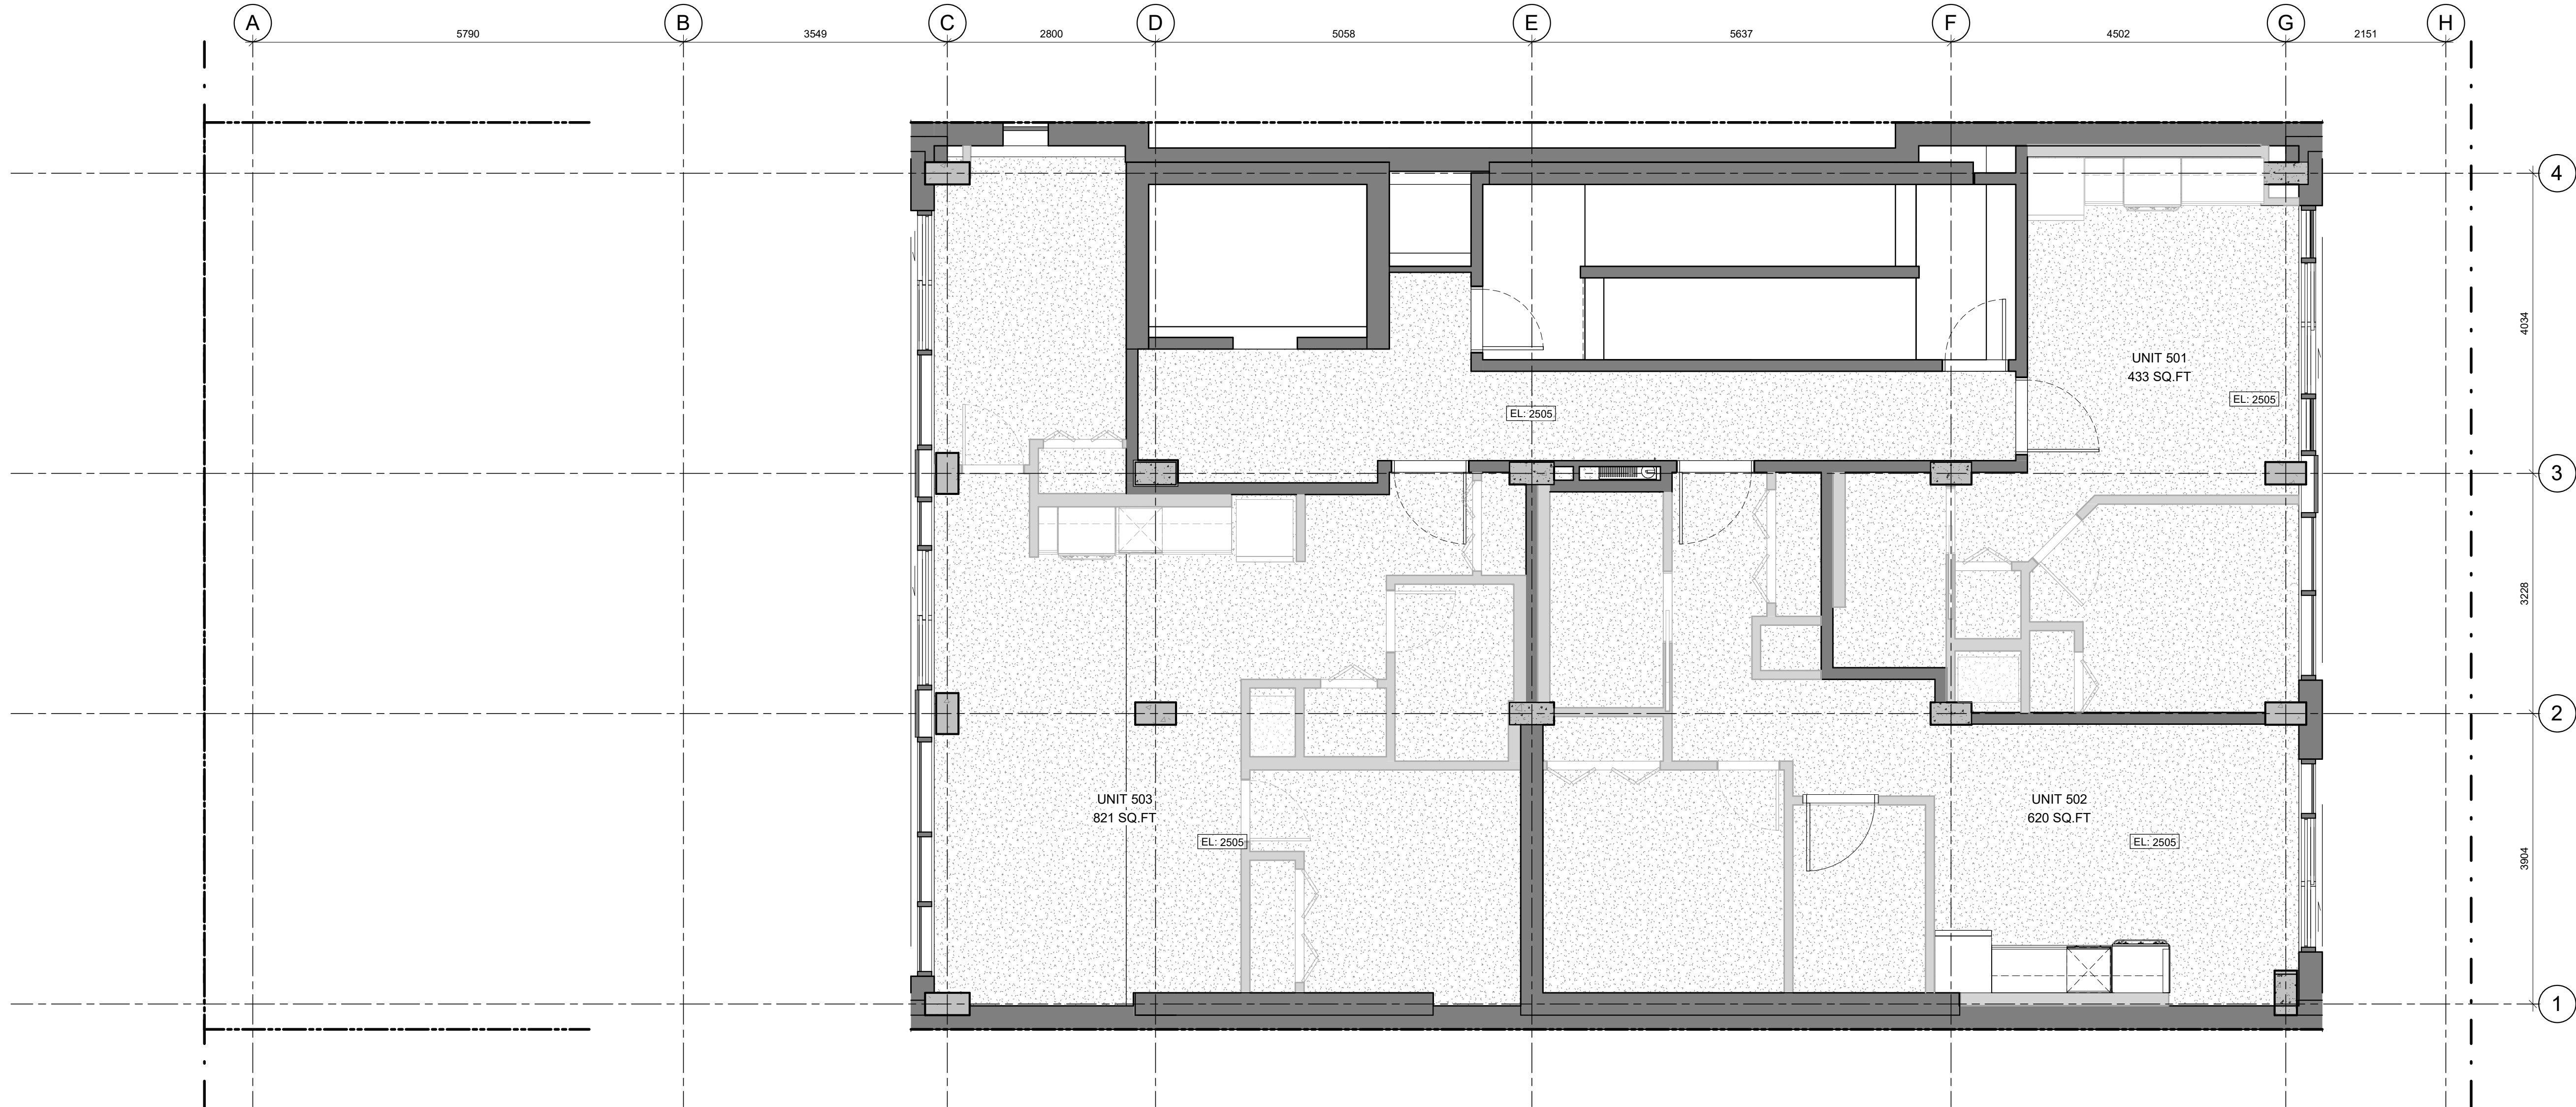 A B C D E F G H
5790 3549 2800 5058 5637 4502 2151
4
4034
UNIT 501
433 SQ.FT
EL: 2505
EL: 2505
3
3228
2
UNIT 503
821 SQ.FT
EL: 2505
UNIT 502
620 SQ.FT
EL: 2505
3904
1